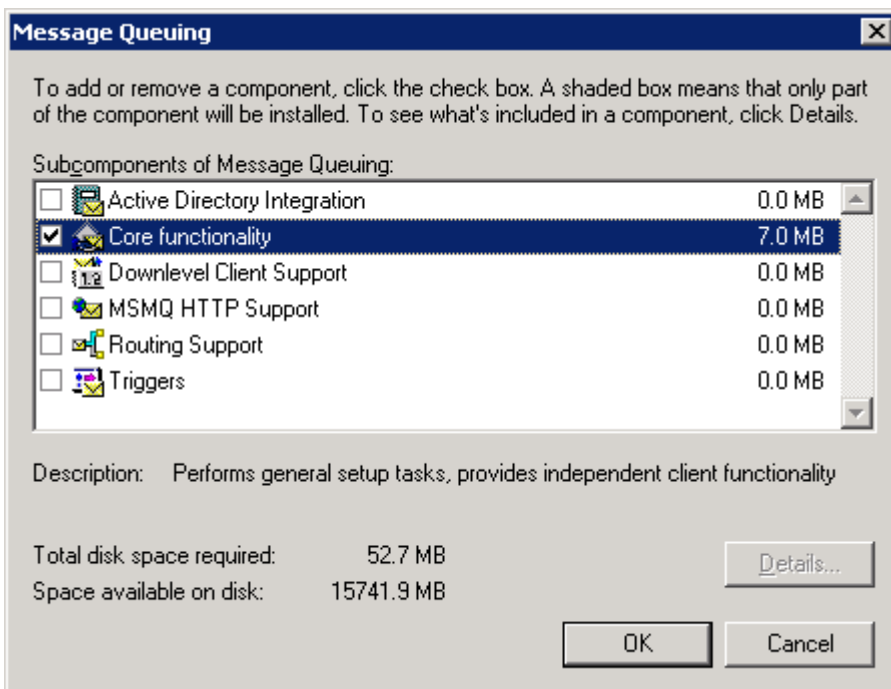 Message Queuing
To add or remove a component, click the check box. A shaded box means that only part
of the component will be installed. To see what's included in a component, click Details.
Subcomponents of Message Queuing:
Active Directory Integration 0.0 MB
Core functionality 7.0 MB
1.2 Downlevel Client Support 0.0 MB
MSMQ HTTP Support 0.0 MB
Routing Support 0.0 MB
Triggers 0.0 MB
Description: Performs general setup tasks, provides independent client functionality
Total disk space required: 52.7 MB
Details...
Space available on disk: 15741.9 MB
OK Cancel